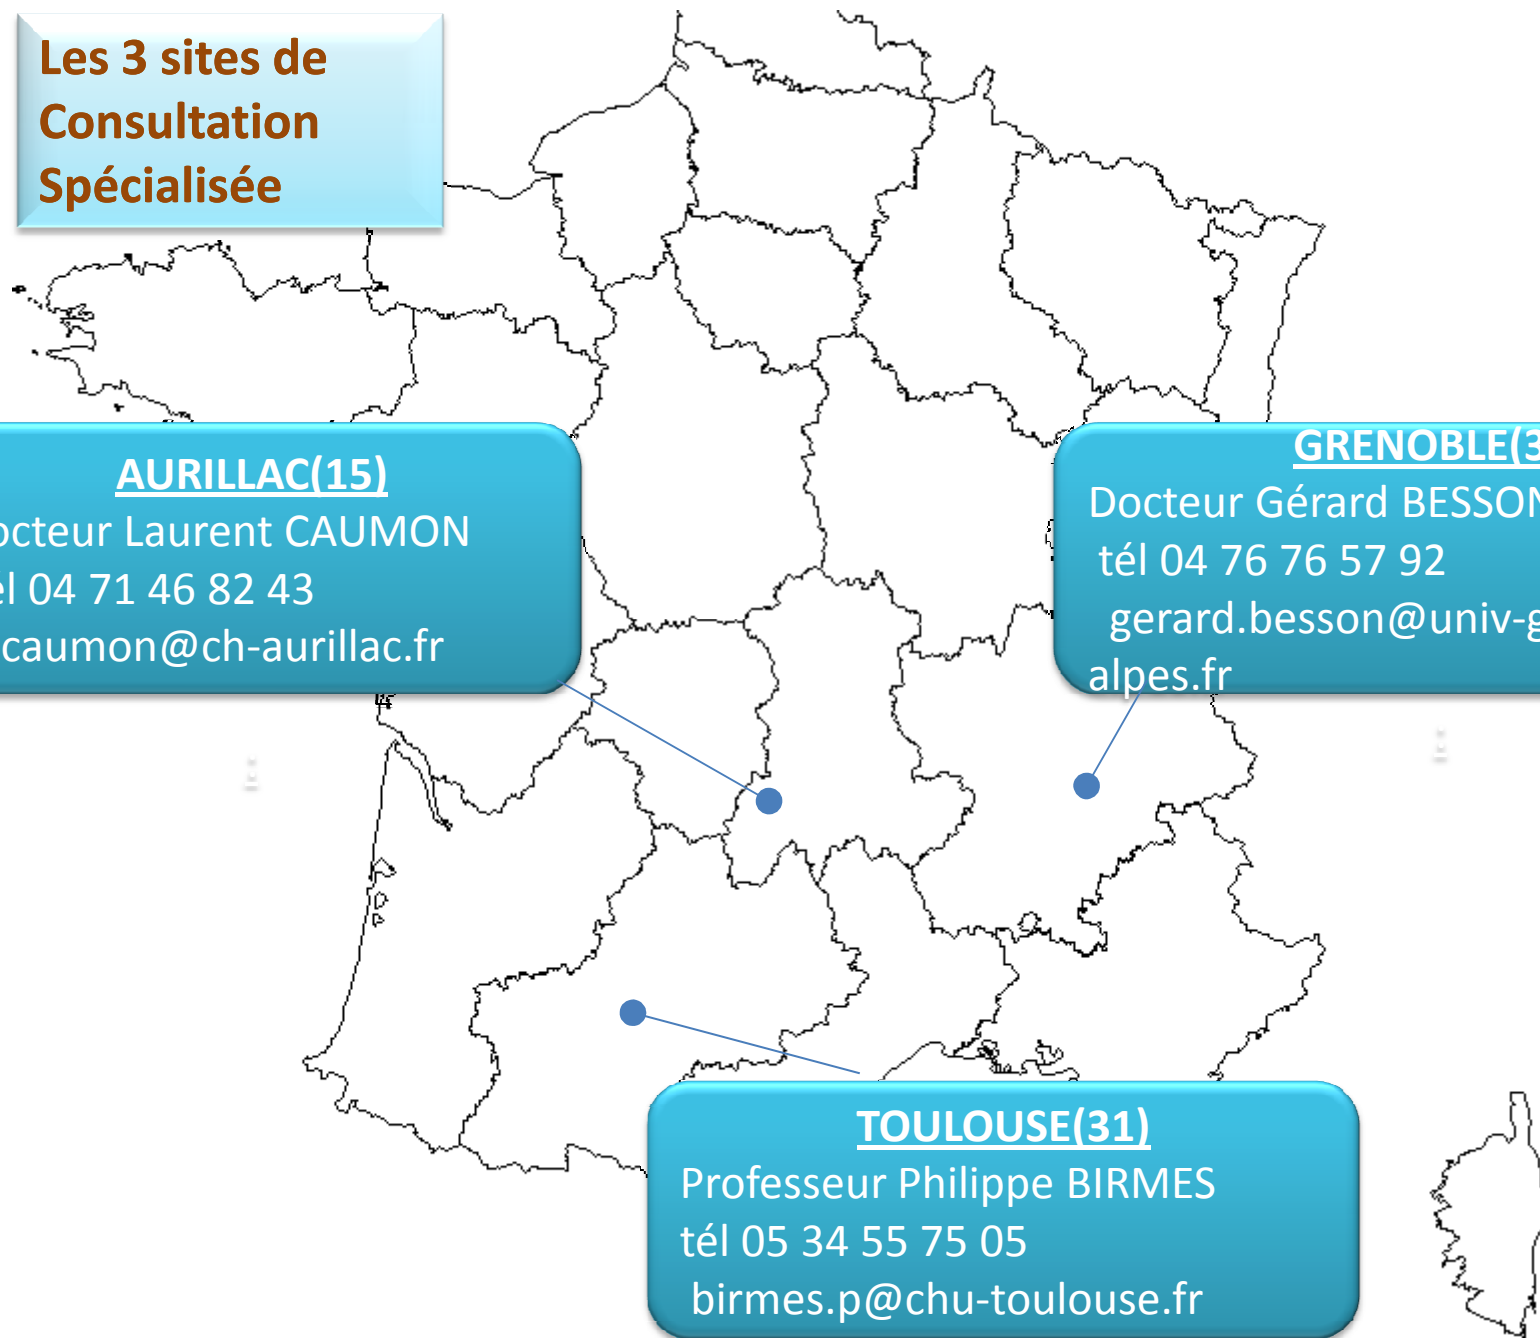 Les 3 sites de
Consultation
Spécialisée
AURILLAC(15)
octeur Laurent CAUMON
el 04 71 46 82 43
caumon@ch-aurillac.fr
GRENOBLE(3
Docteur Gérard BESSON
tél 04 76 76 57 92
gerard.besson@univ-g
alpes.fr
:
:
TOULOUSE(31)
Professeur Philippe BIRMES
tél 05 34 55 75 05
birmes.p@chu-toulouse.fr